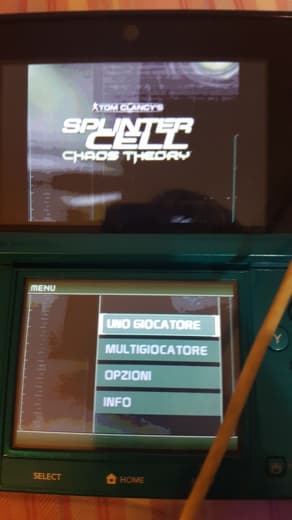 TOM CLANCY'S
SPLINTER
CELL
CHAOS THEORY
MENU
UNO GIOCATORE
MULTIGIOCATORE
OPZIONI
INFO
Y
SELECT
HOME